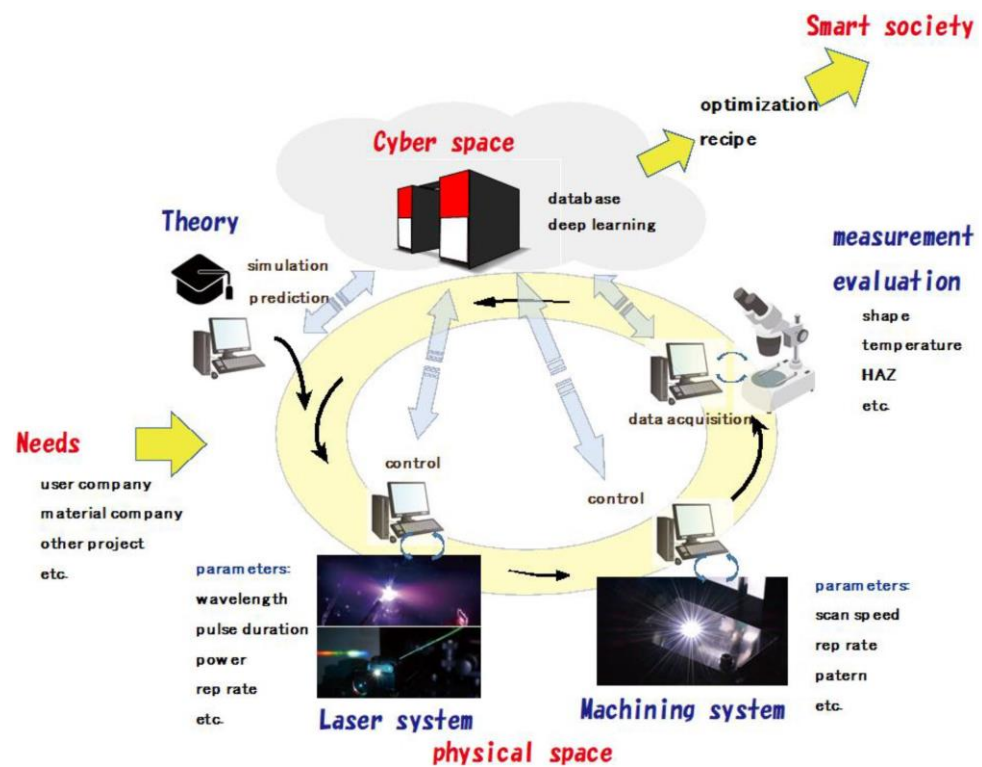 Smart society
optimization
recipe
Cyber space
database
deep learning
Theory
simulation
prediction
measurement
evaluation
shape
temperature
HAZ
etc.
data acquisition
Needs
user company
material company
other project
etc.
control
control
parameters:
wavelength
pulse duration
power
rep rate
etc.
parameters:
scan speed
rep rate
patern
etc.
Laser system
Machining system
physical space